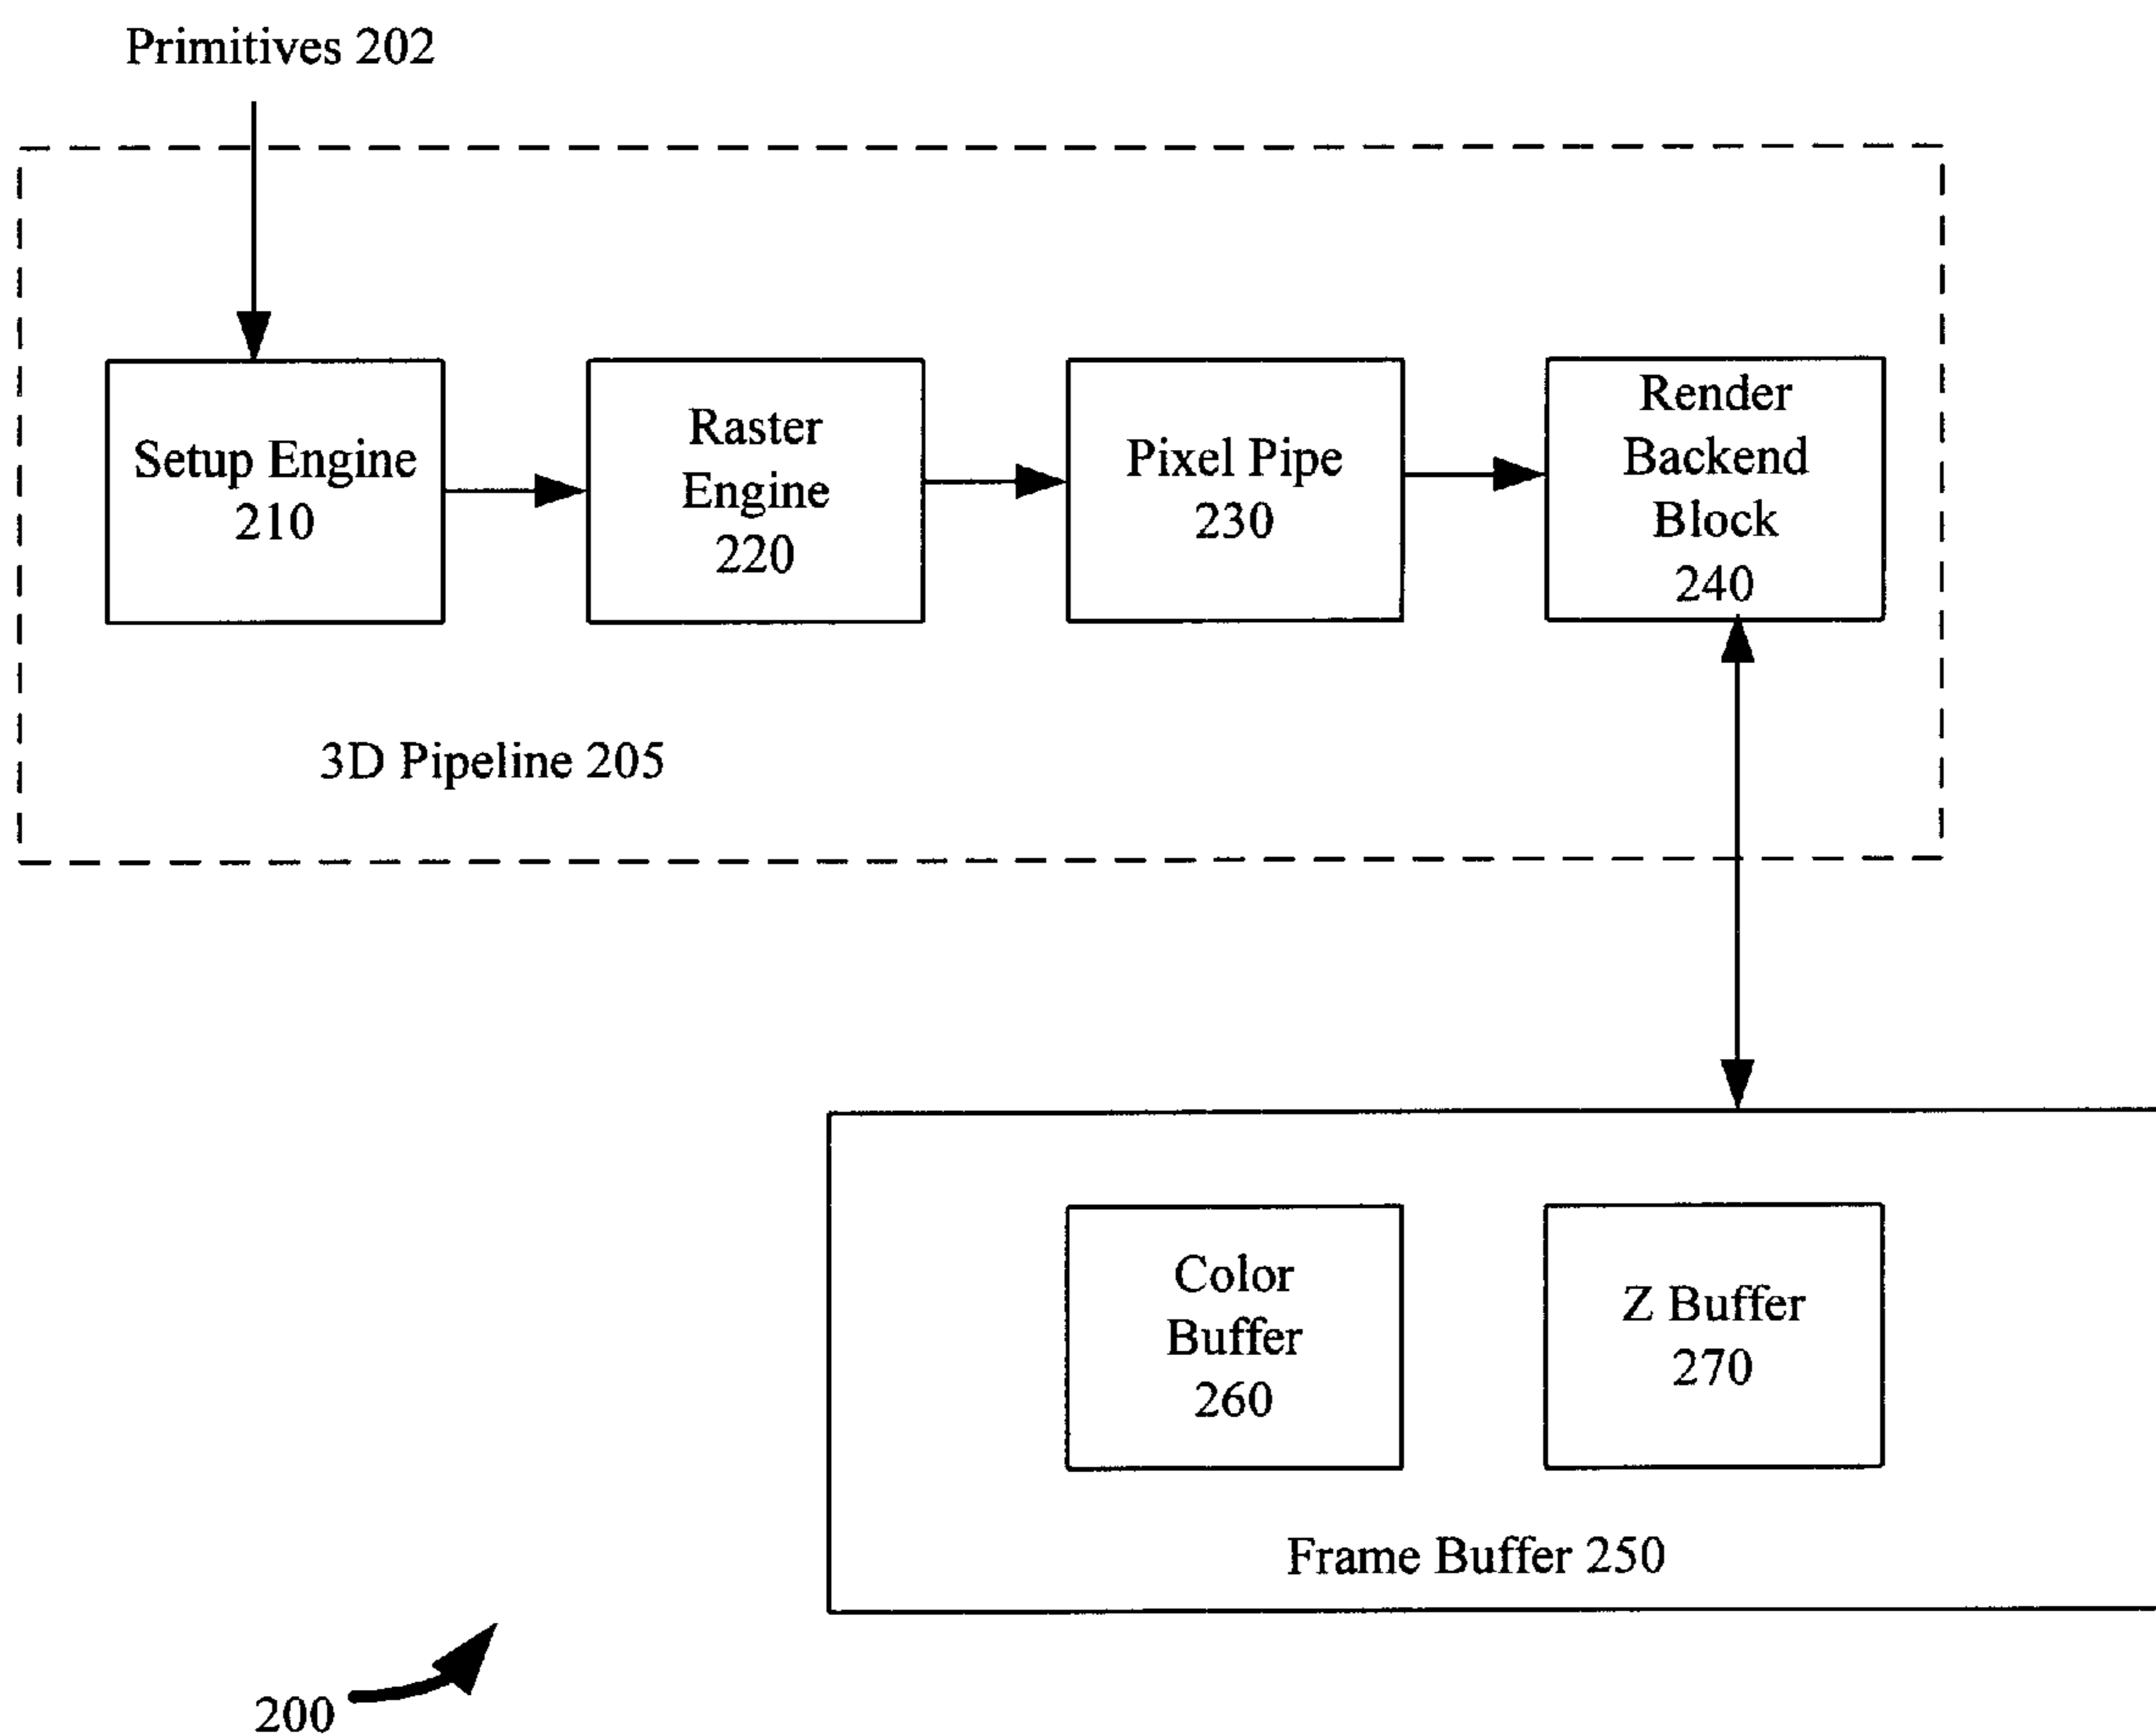 Primitives 202
Setup Engine
210
Raster
Engine
220
Pixel Pipe
230
Render
Backend
Block
240
3D Pipeline 205
Color
Buffer
260
Z Buffer
270
Frame Buffer 250
200